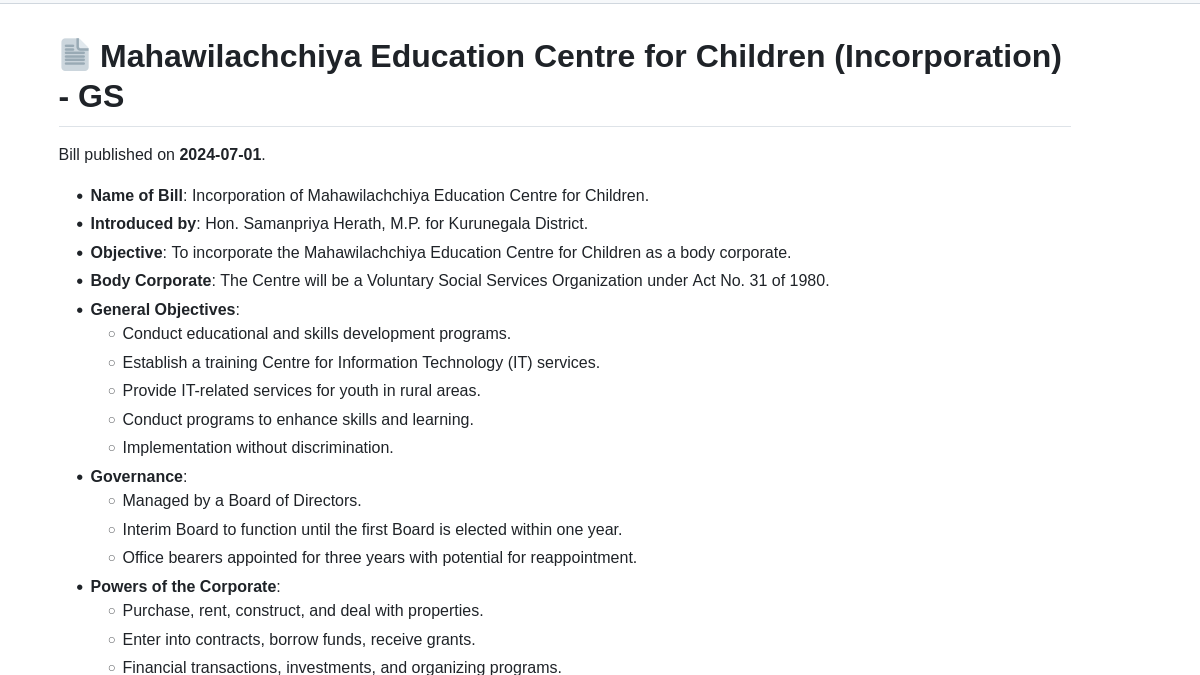 Mahawilachchiya Education Centre for Children (Incorporation)
- GS
Bill published on 2024-07-01.
Name of Bill: Incorporation of Mahawilachchiya Education Centre for Children.
Introduced by: Hon. Samanpriya Herath, M.P. for Kurunegala District.
Objective: To incorporate the Mahawilachchiya Education Centre for Children as a body corporate.
Body Corporate: The Centre will be a Voluntary Social Services Organization under Act No. 31 of 1980.
General Objectives:
Conduct educational and skills development programs.
Establish a training Centre for Information Technology (IT) services.
Provide IT-related services for youth in rural areas.
Conduct programs to enhance skills and learning.
Implementation without discrimination.
Governance:
Managed by a Board of Directors.
Interim Board to function until the first Board is elected within one year.
Office bearers appointed for three years with potential for reappointment.
Powers of the Corporate:
Purchase, rent, construct, and deal with properties.
Enter into contracts, borrow funds, receive grants.
Financial transactions, investments, and organizing programs.